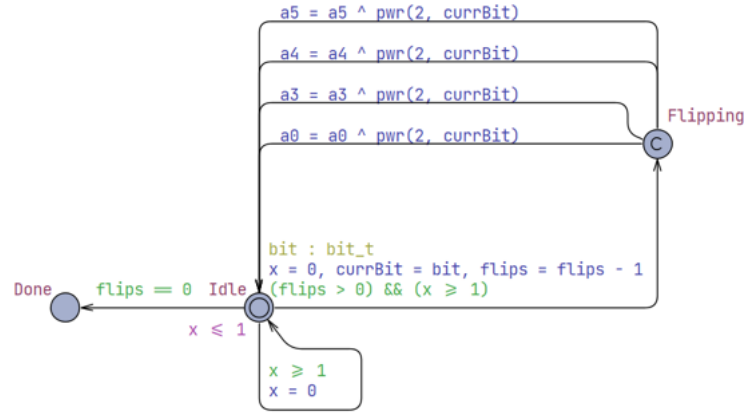 a5 = a5 ^ pwr(2, currBit)
a4 = a4 ^ pwr(2, currBit)
a3 = a3 ^ pwr(2, currBit)
Flipping
a0 = a0 ^ pwr(2, currBit)
C
bit : bit_t
x = 0, currBit = bit, flips = flips - 1
Done flips == 0 Idle (flips > 0) && (x ⩾ 1)
x ⩽ 1
x ⩾ 1
x = 0